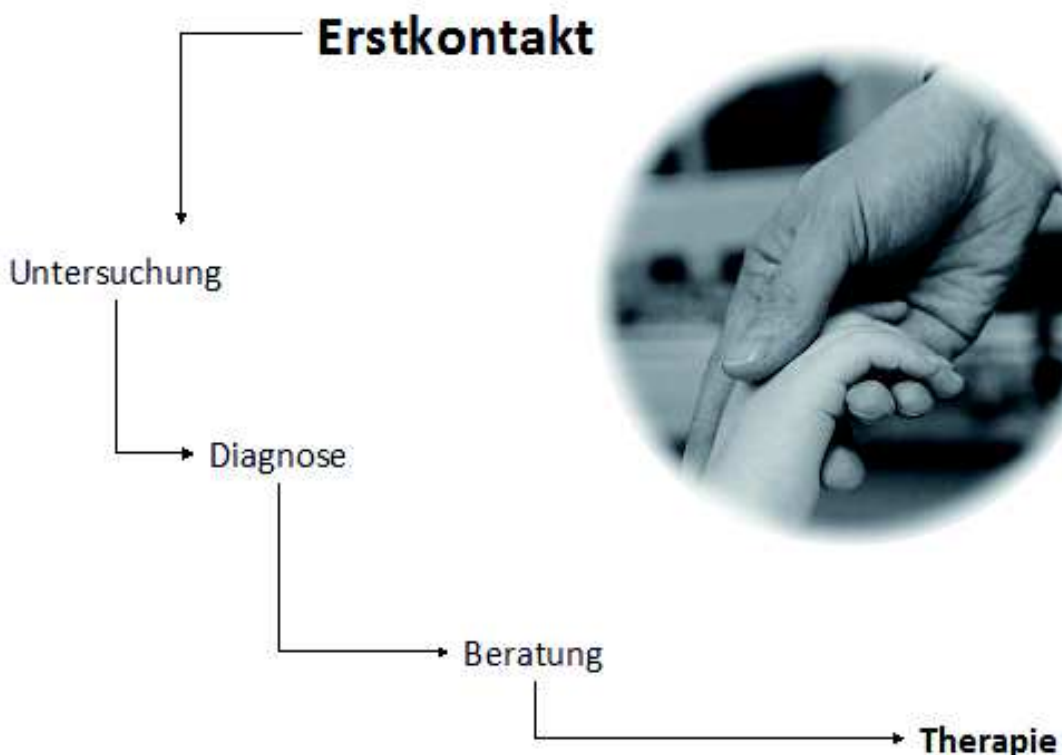 Erstkontakt
Untersuchung
Diagnose
Beratung
Therapie